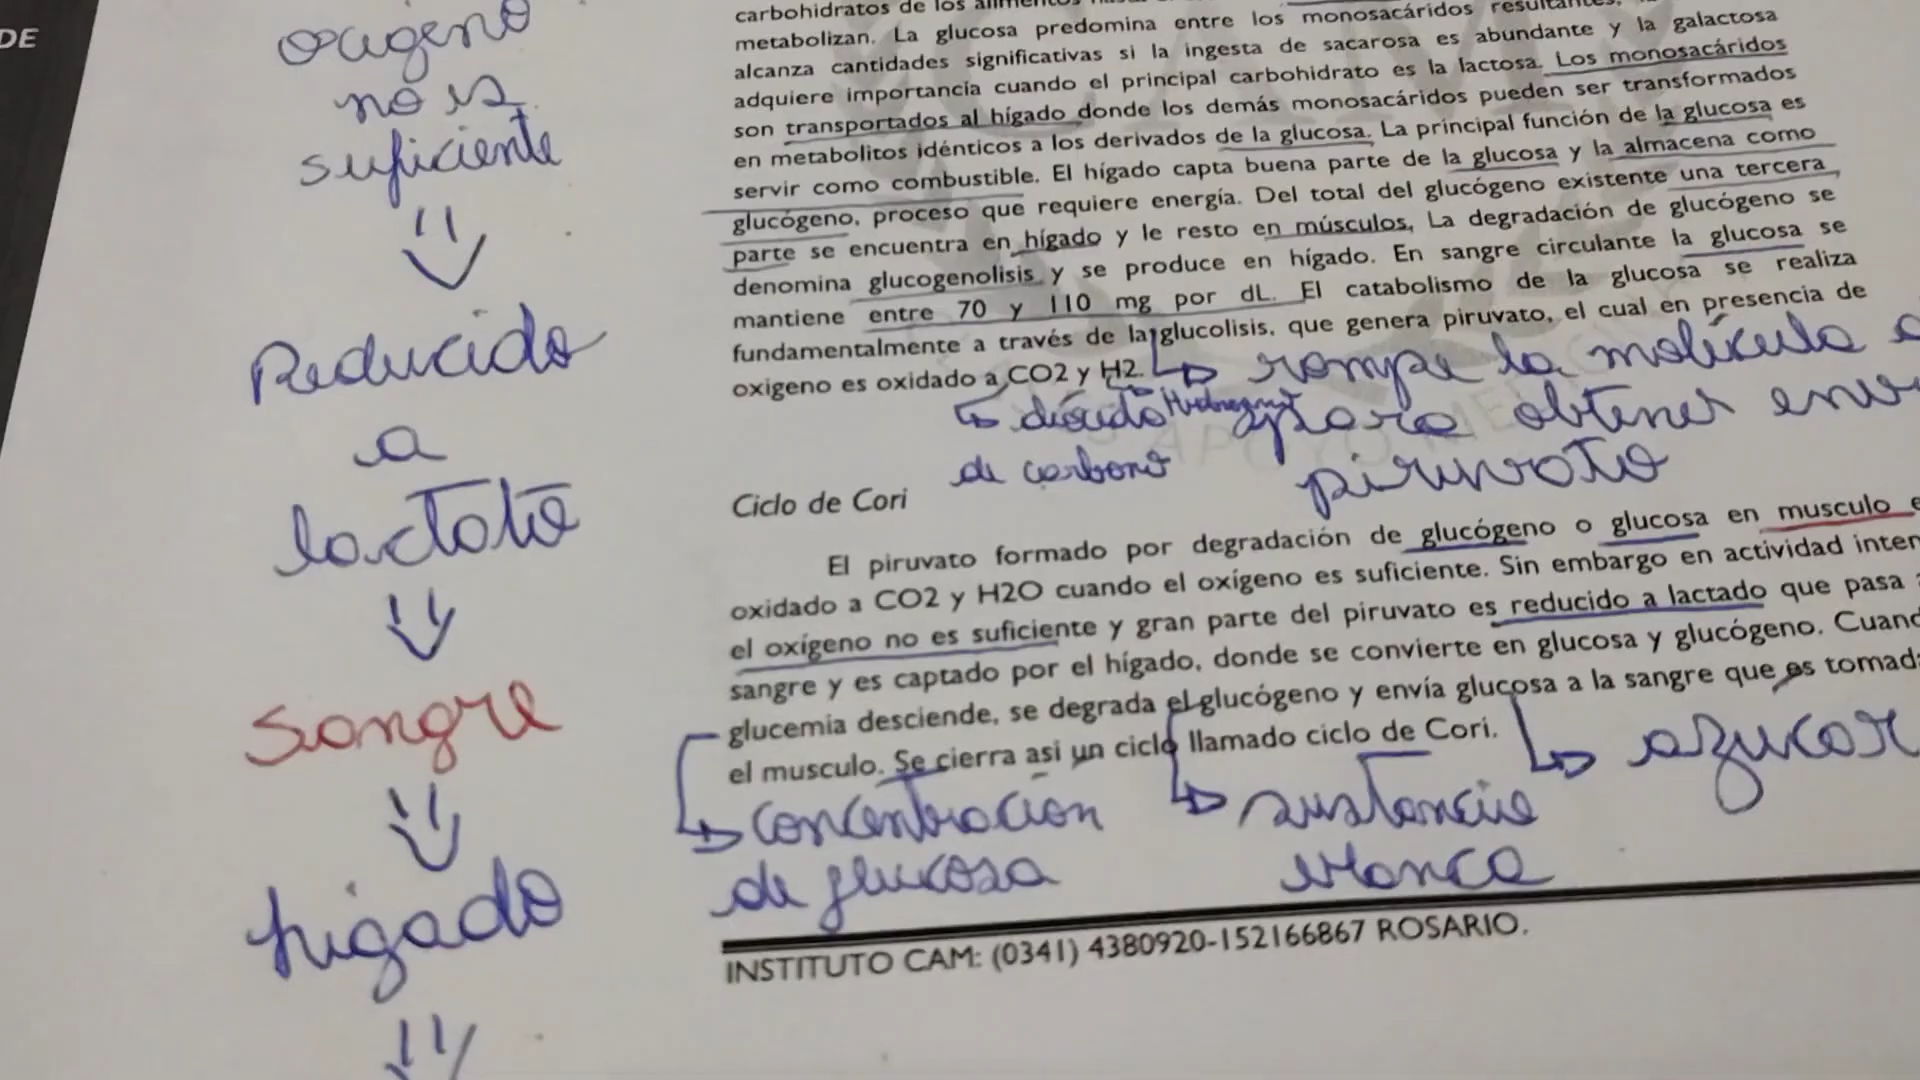 DE
oxigeno
no es
suficiente
Reducido
a
lactato
Sangre
hígado
carbohidratos de los alimentos
metabolizan. La glucosa predomina entre los monosacáridos resultantes,
alcanza cantidades significativas si la ingesta de sacarosa es abundante y la galactosa
adquiere importancia cuando el principal carbohidrato es la lactosa. Los monosacáridos
son transportados al hígado donde los demás monosacáridos pueden ser transformados
en metabolitos idénticos a los derivados de la glucosa. La principal función de la glucosa es
servir como combustible. El hígado capta buena parte de la glucosa y la almacena como
glucógeno, proceso que requiere energía. Del total del glucógeno existente una tercera
parte se encuentra en hígado y le resto en músculos, La degradación de glucógeno se
denomina glucogenolisis y se produce en hígado. En sangre circulante la glucosa se
mantiene entre 70 y 110 mg por dL. El catabolismo de la glucosa se realiza
fundamentalmente a través de la glucolisis, que genera piruvato, el cual en presencia de
oxigeno es oxidado a CO2 y H2.
rompe la molécula
dióxido Hidrogeno para obtener
de carbono piruvato
Ciclo de Cori
El piruvato formado por degradación de glucógeno o glucosa en musculo e
oxidado a CO2 y H2O cuando el oxígeno es suficiente. Sin embargo en actividad inten
el oxígeno no es suficiente y gran parte del piruvato es reducido a lactado que pasa
sangre y es captado por el hígado, donde se convierte en glucosa y glucógeno. Cuand
glucemia desciende, se degrada el glucógeno y envía glucosa a la sangre que es tomada
el musculo. Se cierra asi un ciclo llamado ciclo de Cori.
azucar
concentracion sustancia
de glucosa blanca
INSTITUTO CAM: (0341) 4380920-152166867 ROSARIO.